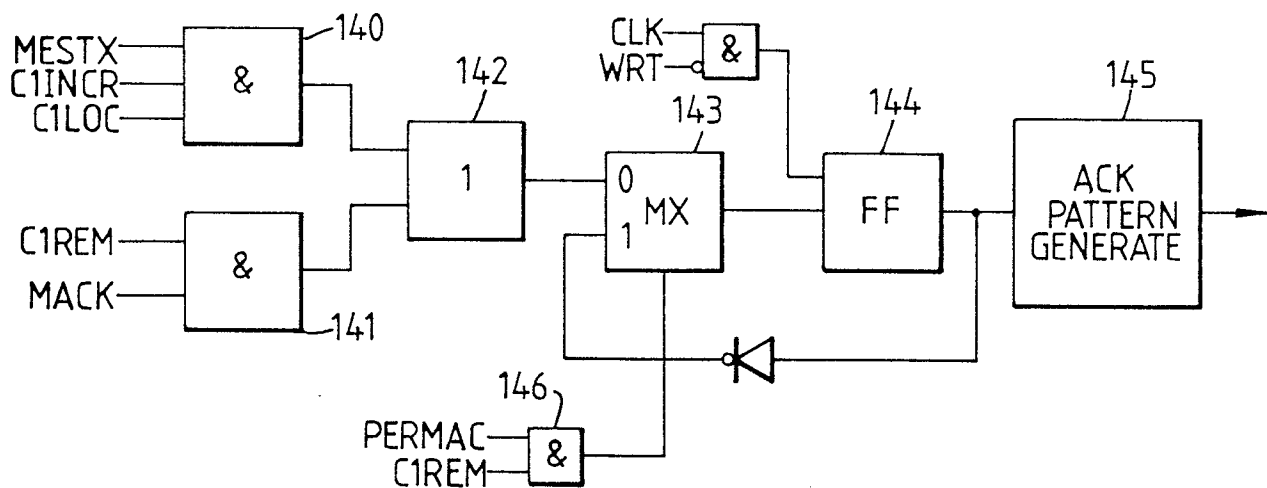 140
MESTX
C1INCR
C1LOC
&
CLK
WRT
&
142
1
143
0
MX
1
144
FF
145
ACK
PATTERN
GENERATE
C1REM
MACK
&
141
146
PERMAC
C1REM
&